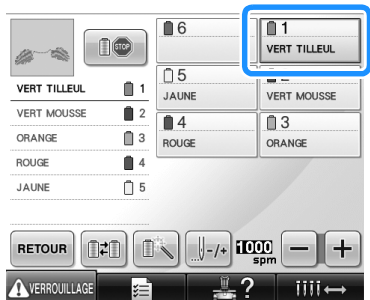 STOP
VERT TILLEUL 1
VERT MOUSSE 2
ORANGE 3
ROUGE 4
JAUNE 5
6
1
VERT TILLEUL
5
JAUNE
VERT MOUSSE
4
ROUGE
3
ORANGE
RETOUR
-/+
1000
spm
- +
VERROUILLAGE
?